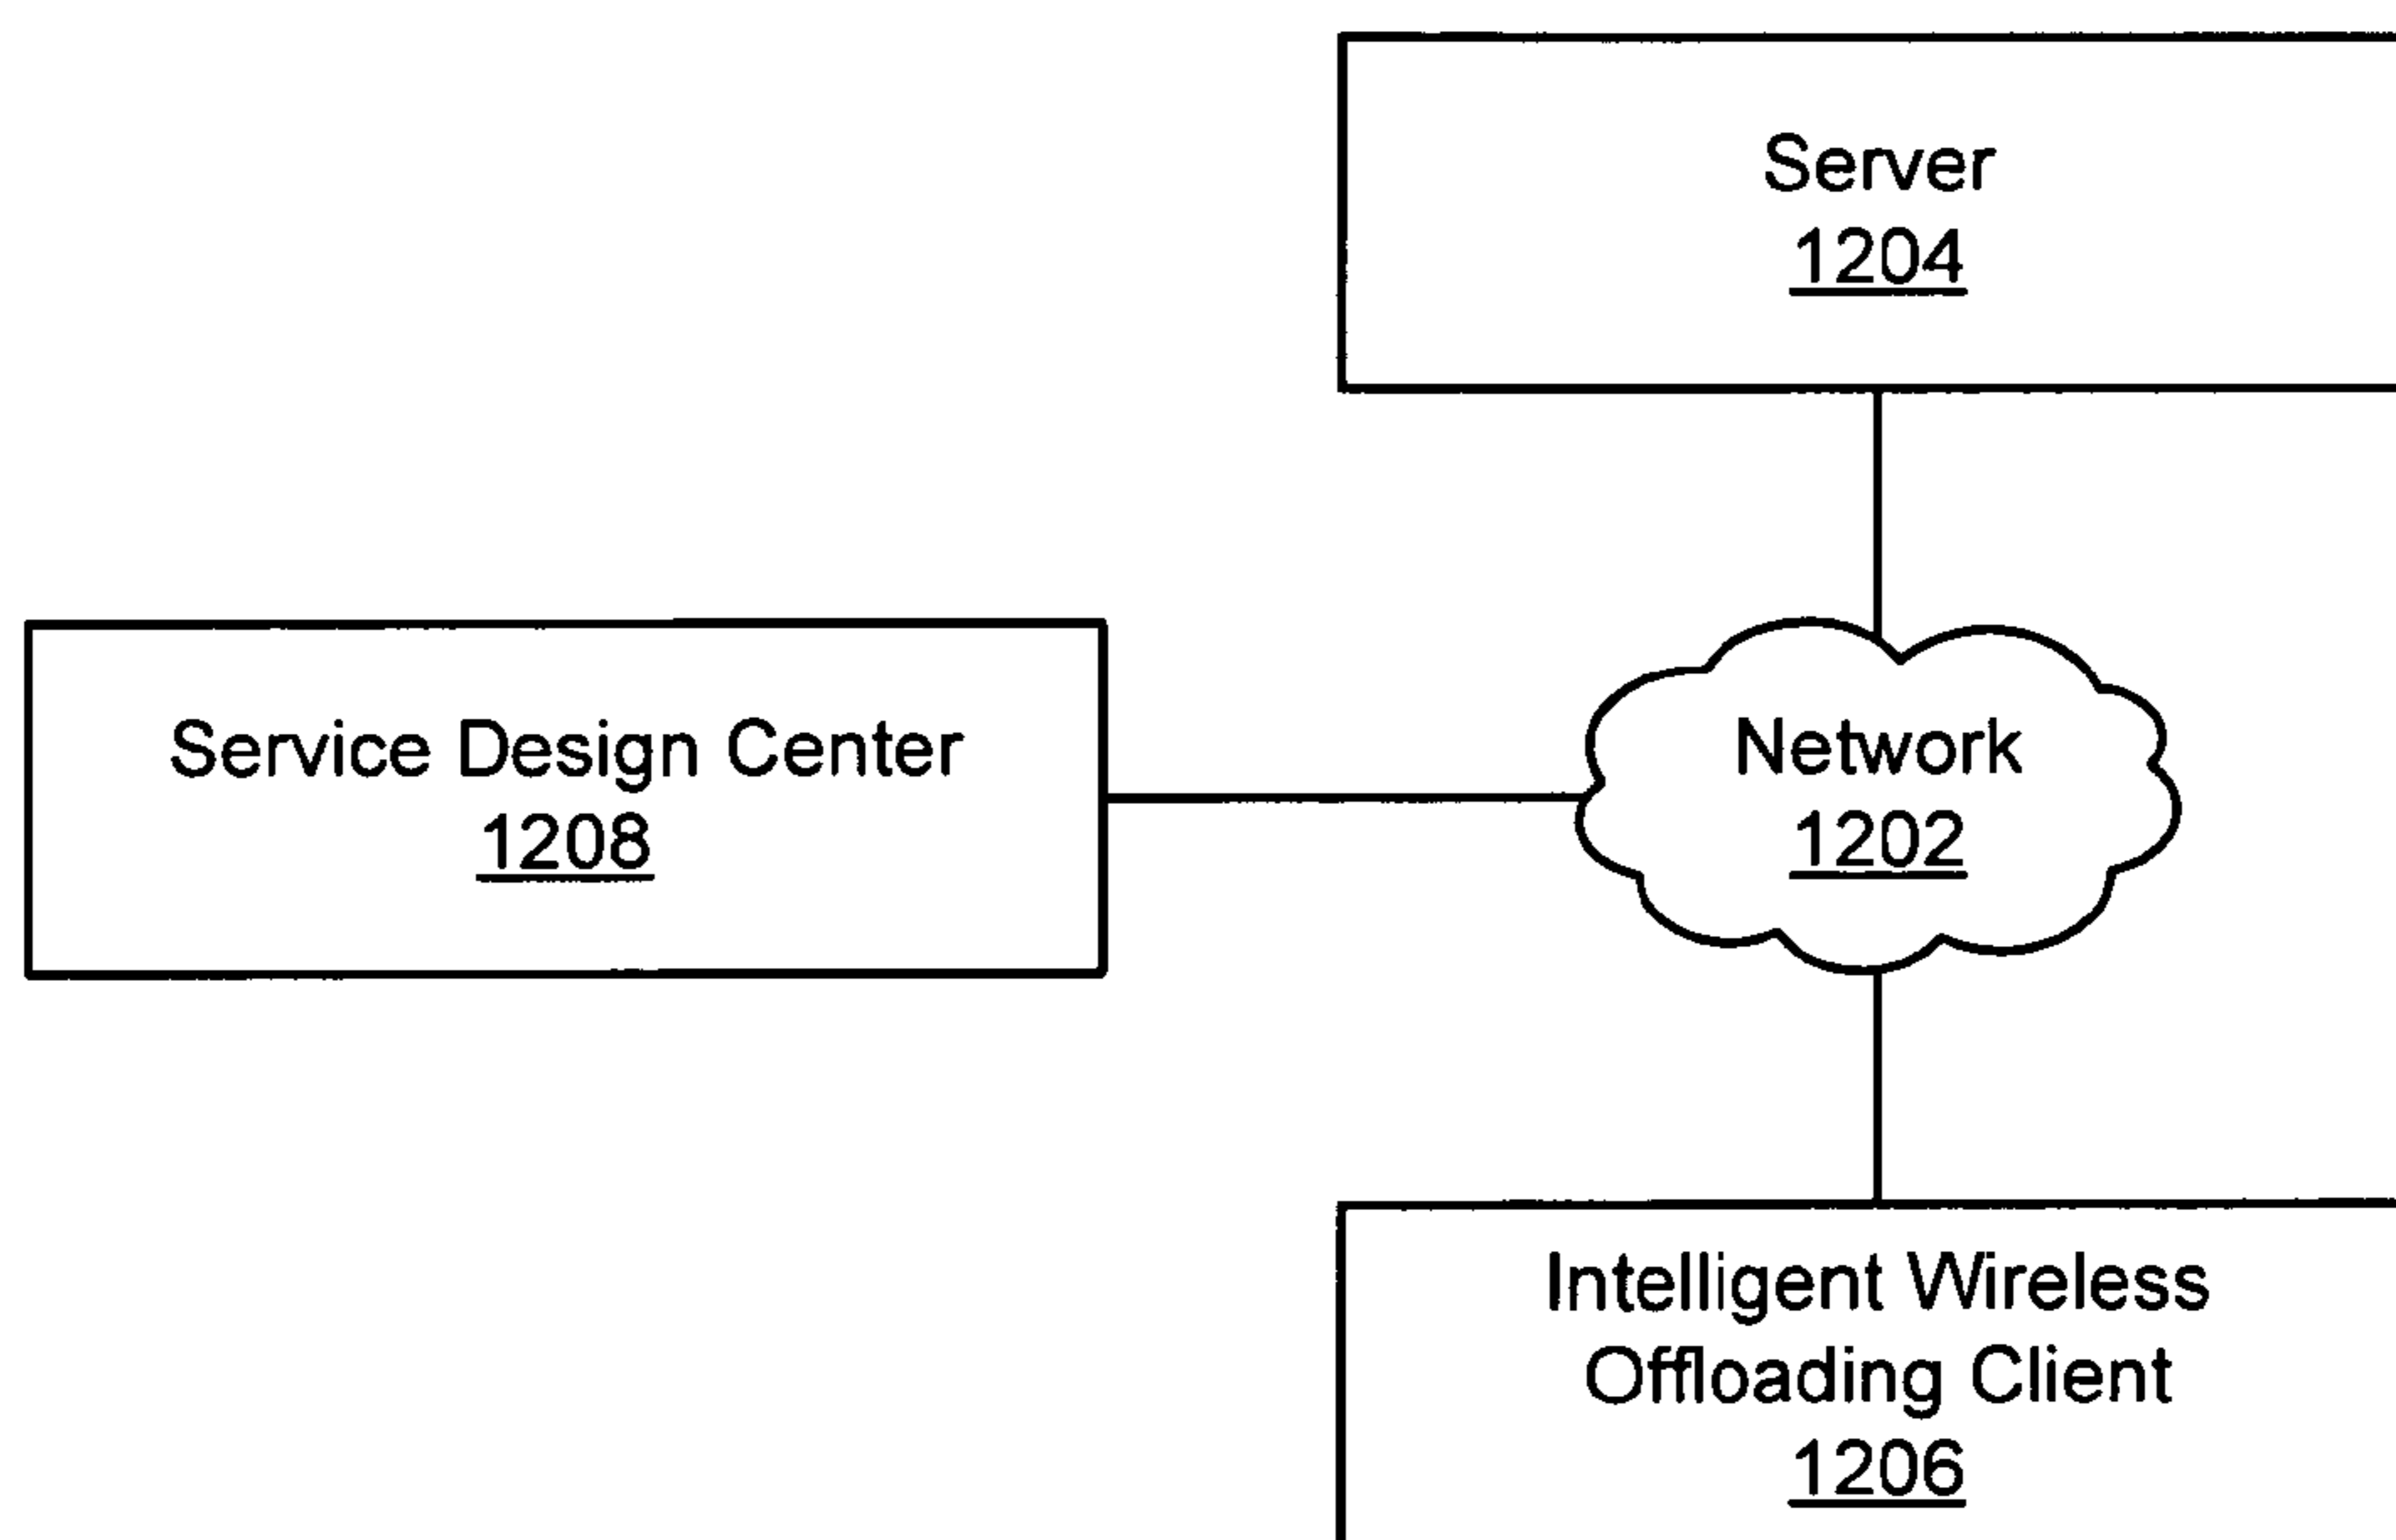 Server
1204
Service Design Center
1208
Network
1202
Intelligent Wireless
Offloading Client
1206